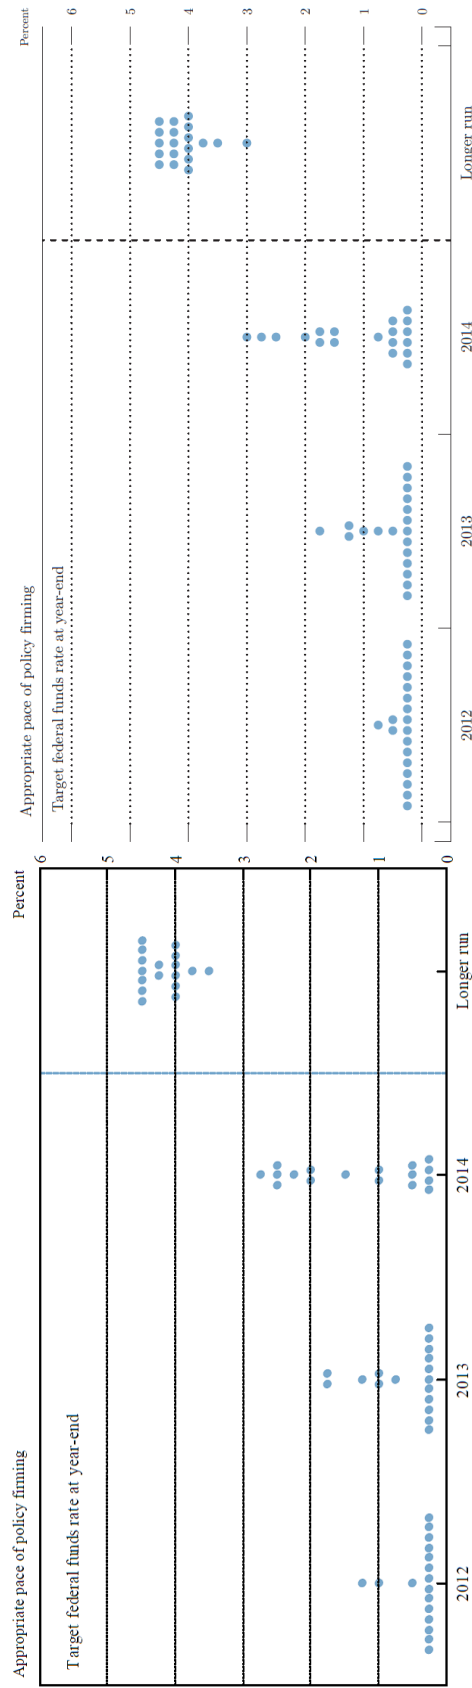 Appropriate pace of policy firming
Percent
Target federal funds rate at year-end
6
5
4
3
2
1
0
2012
2013
2014
Longer run
Appropriate pace of policy firming
Percent
Target federal funds rate at year-end
6
5
4
3
2
1
0
2012
2013
2014
Longer run